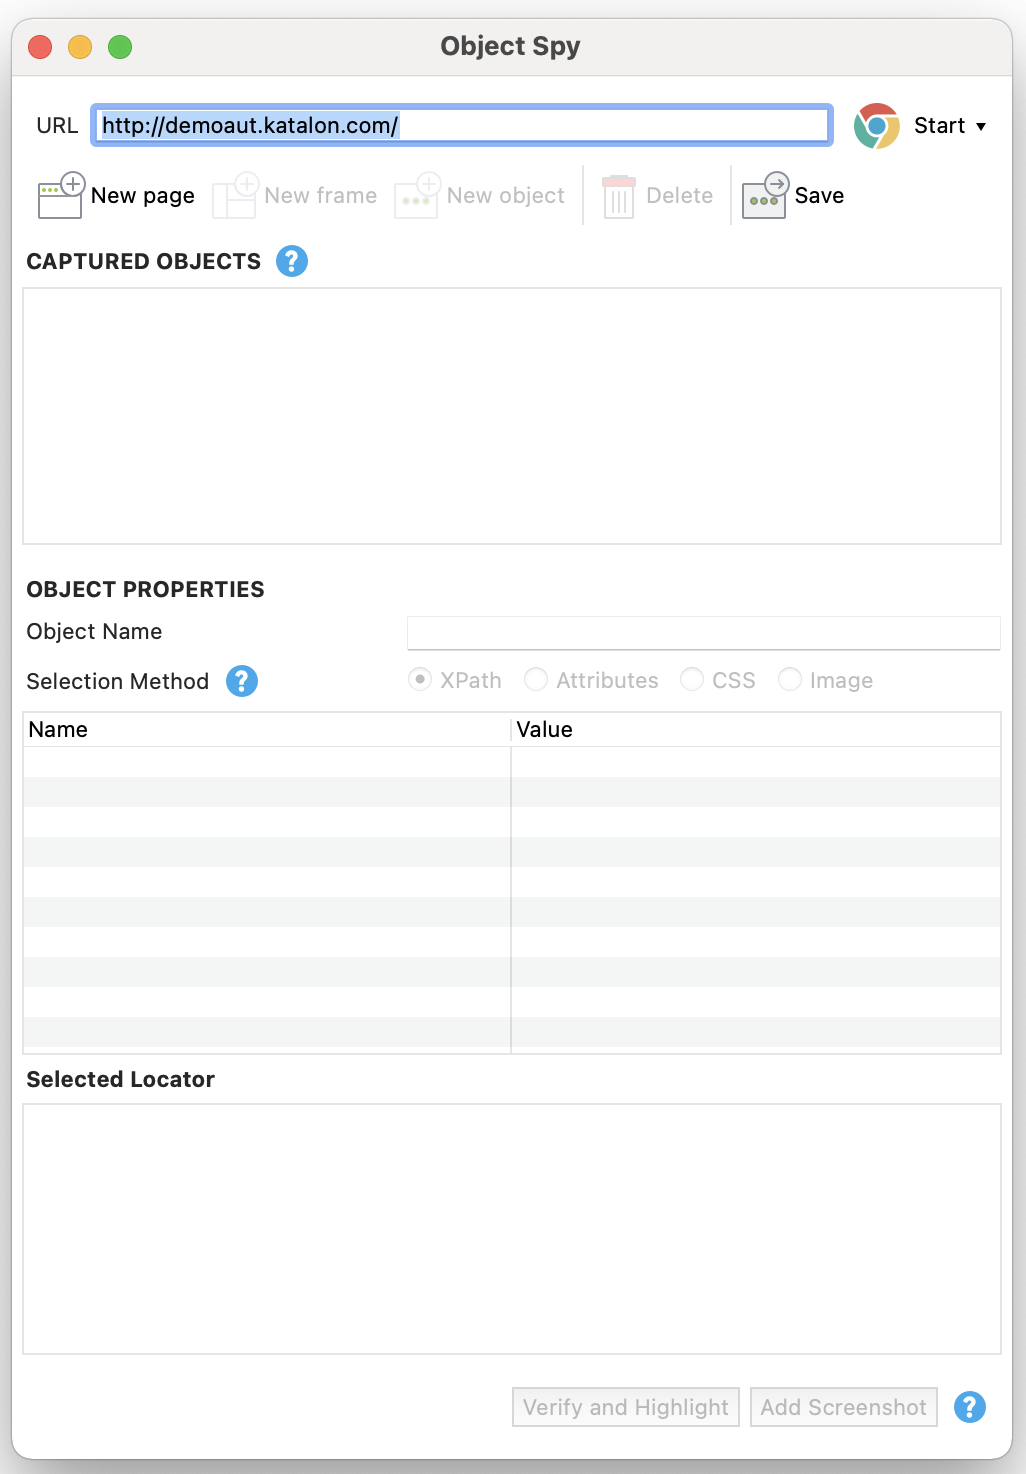 Object Spy
URL http://demoaut.katalon.com/ Start
New page New frame New object Delete Save
CAPTURED OBJECTS ?
OBJECT PROPERTIES
Object Name
Selection Method ? XPath Attributes CSS Image
Name Value
Selected Locator
Verify and Highlight Add Screenshot ?